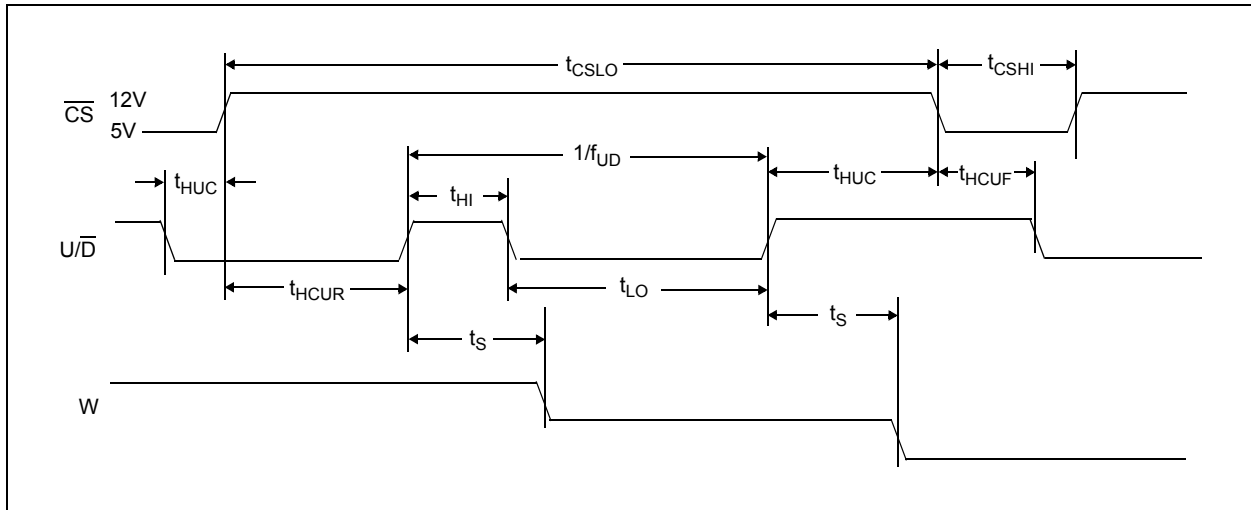 tCSLO
tCSHI
CS
12V
5V
1/fUD
tHUC
tHI
tHUC
tHCUF
U/D
tHCUR
tLO
tS
tS
W